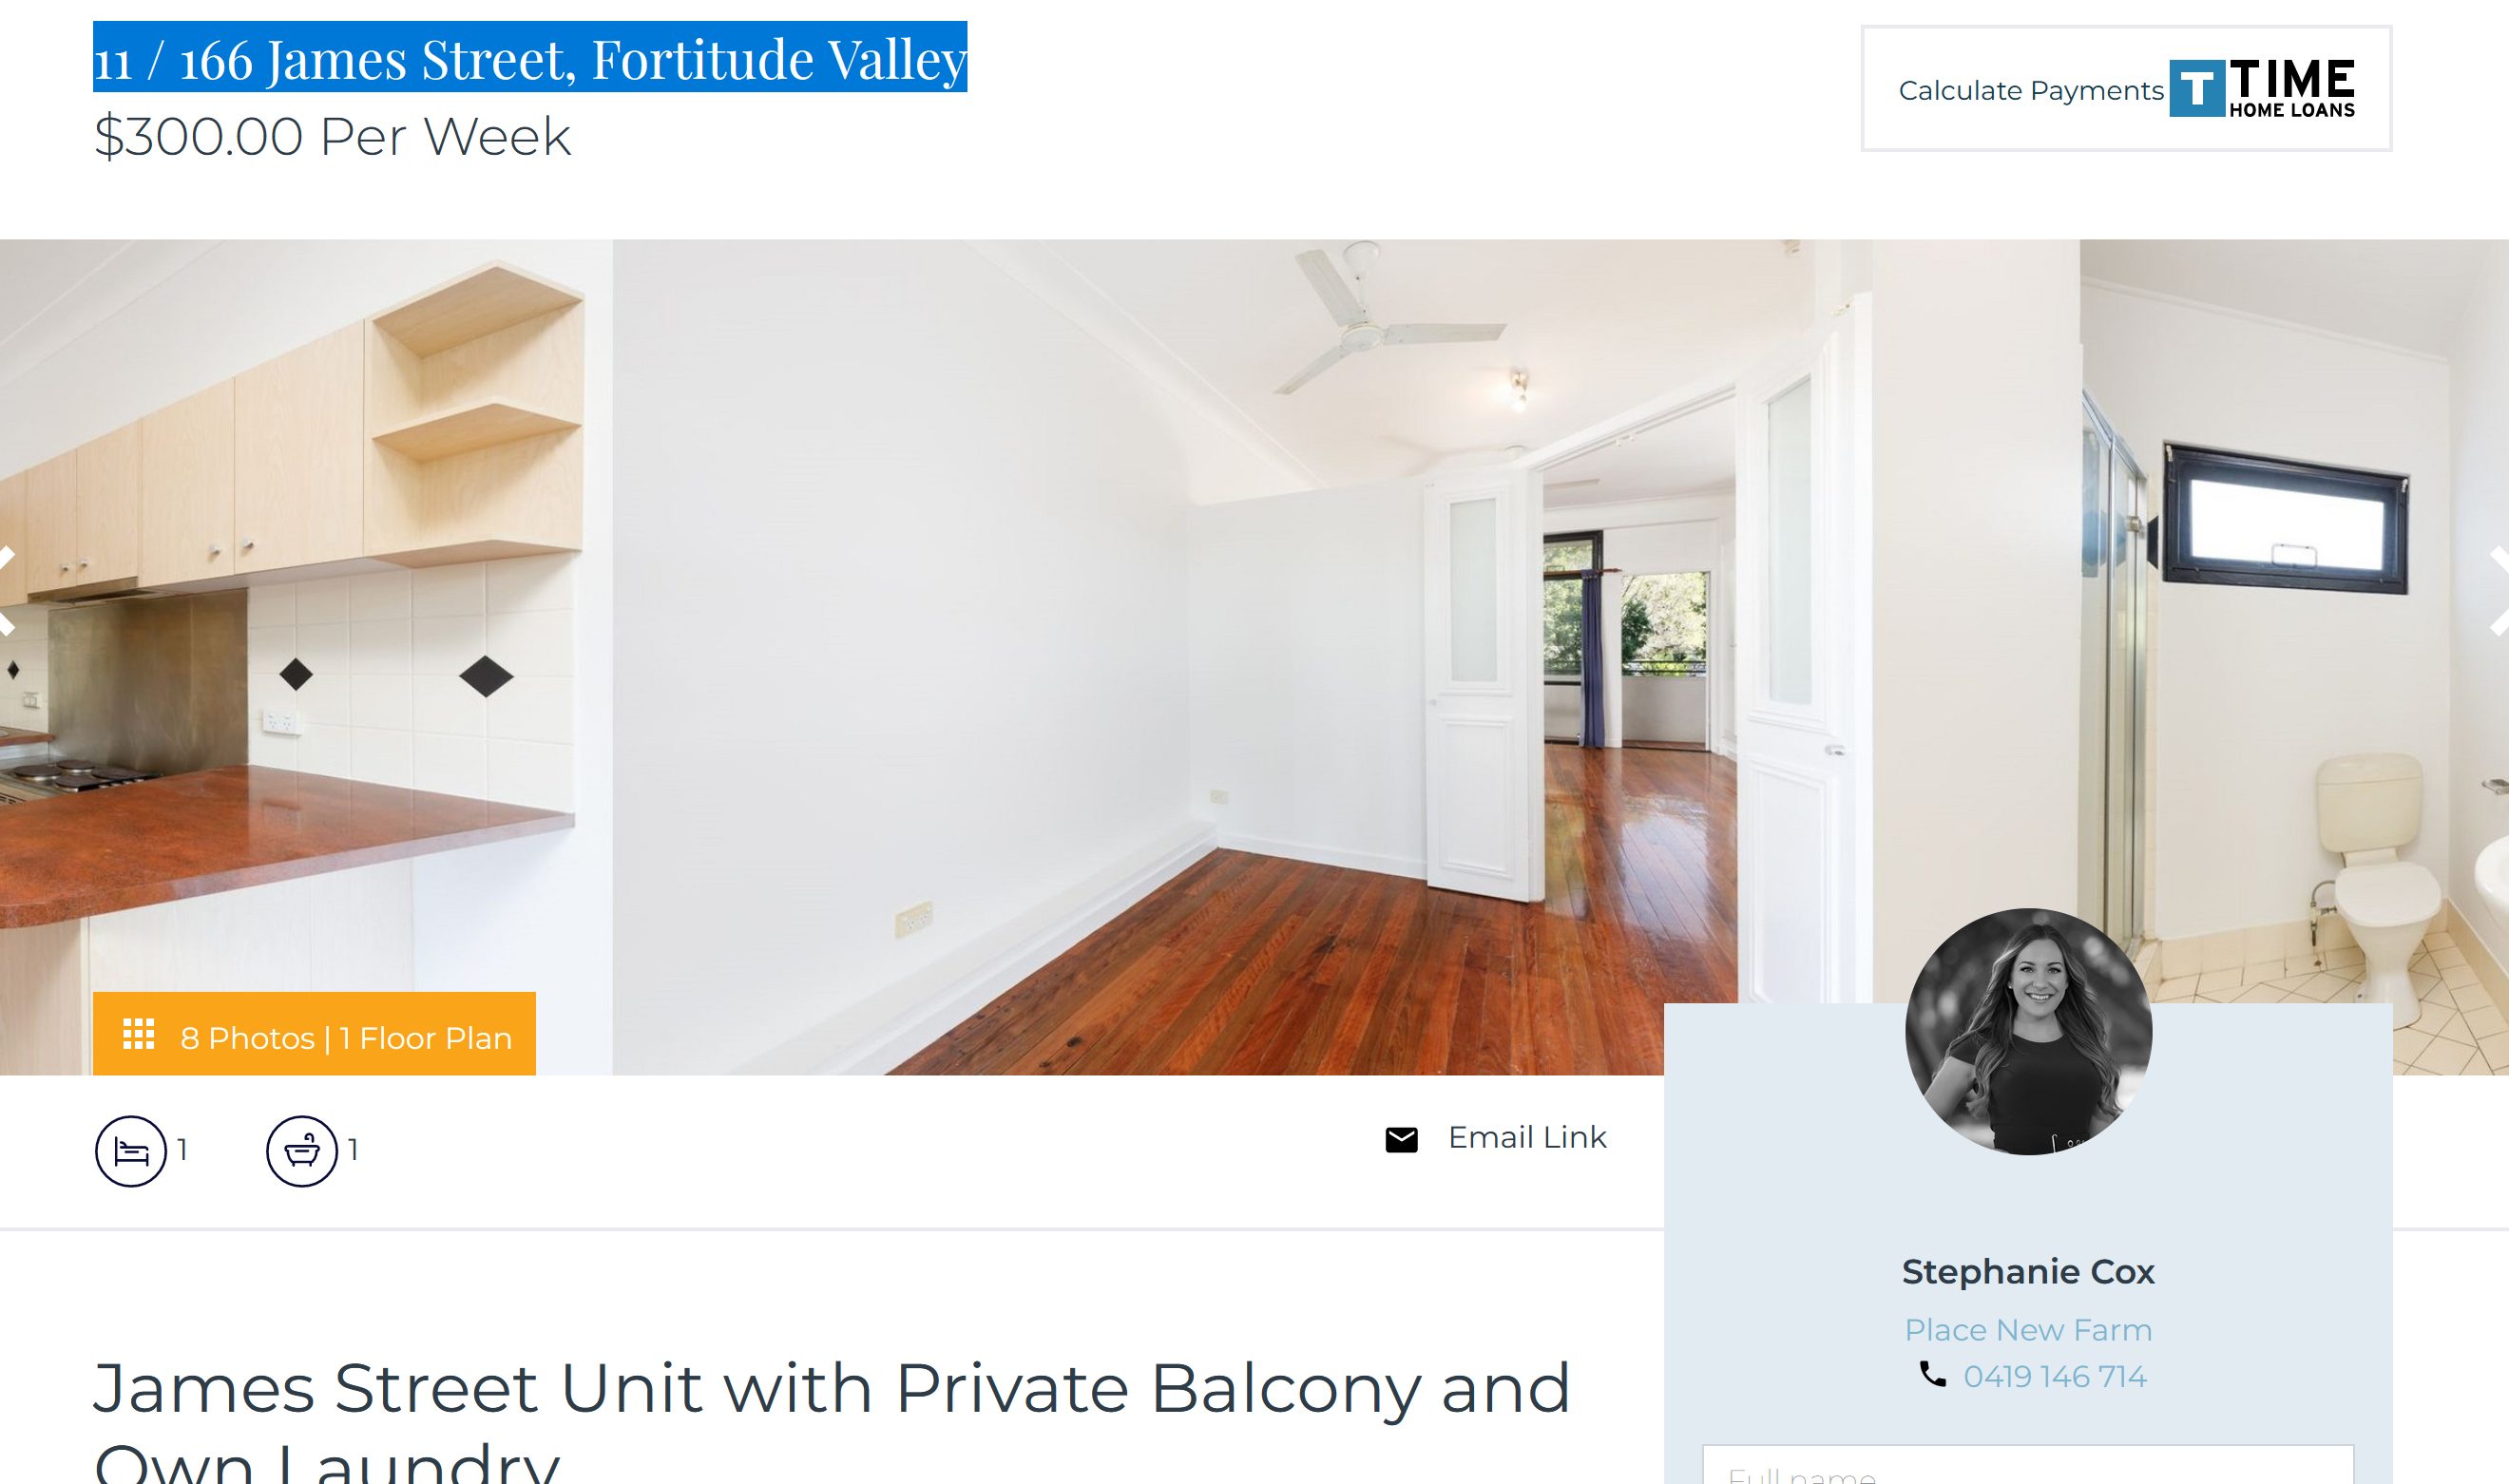 11 / 166 James Street, Fortitude Valley
$300.00 Per Week
Calculate Payments
T TIME
HOME LOANS
8 Photos | 1 Floor Plan
1
1
Email Link
Stephanie Cox
Place New Farm
0419 146 714
James Street Unit with Private Balcony and
Own Laundry
Full name